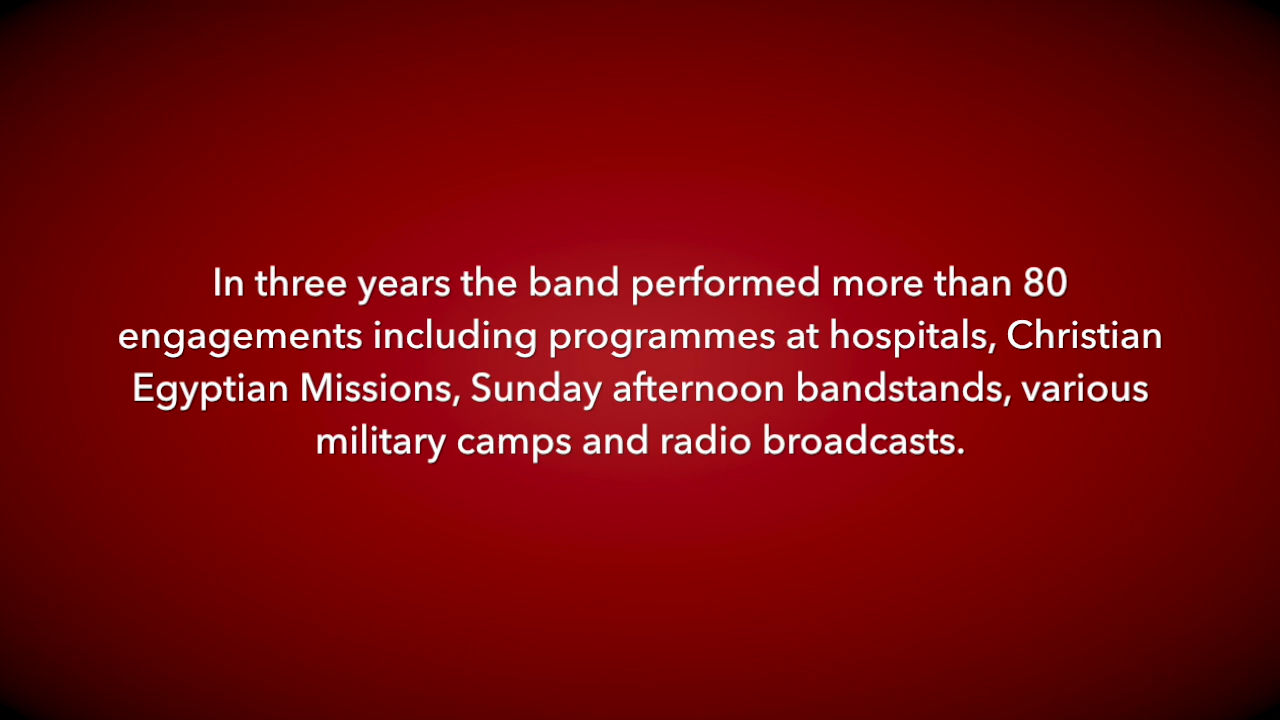 In three years the band performed more than 80
engagements including programmes at hospitals, Christian
Egyptian Missions, Sunday afternoon bandstands, various
military camps and radio broadcasts.